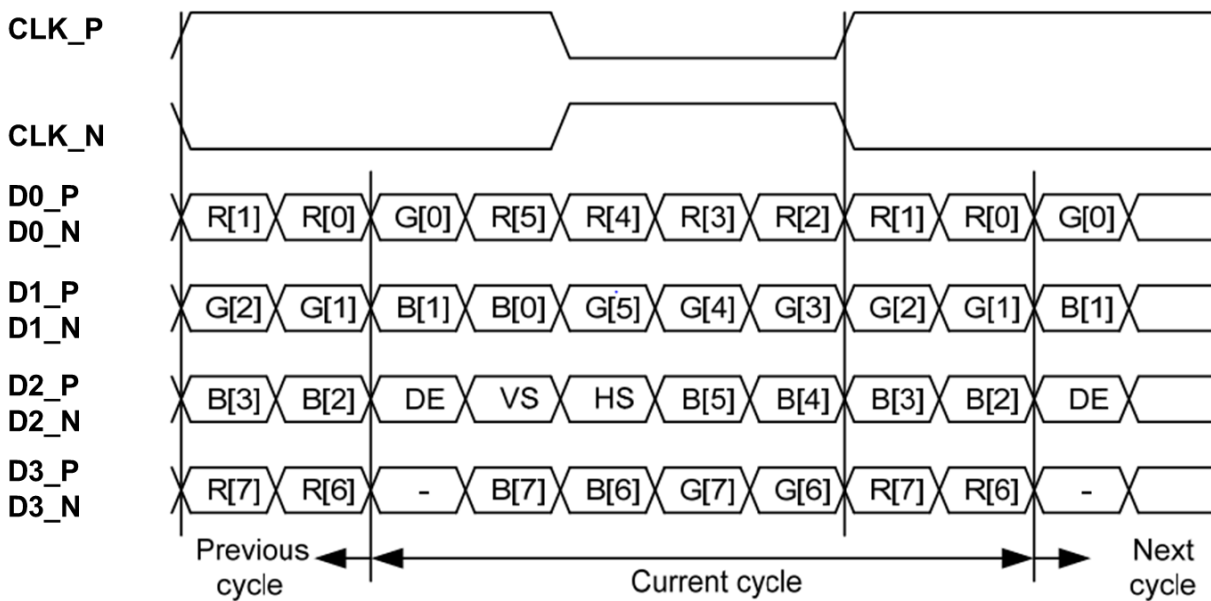 CLK_P
CLK_N
D0_P
D0_N
R[1] R[0] G[0] R[5] R[4] R[3] R[2] R[1] R[0] G[0]
D1_P
D1_N
G[2] G[1] B[1] B[0] G[5] G[4] G[3] G[2] G[1] B[1]
D2_P
D2_N
B[3] B[2] DE VS HS B[5] B[4] B[3] B[2] DE
D3_P
D3_N
R[7] R[6] - B[7] B[6] G[7] G[6] R[7] R[6] -
Previous
cycle
Current cycle
Next
cycle